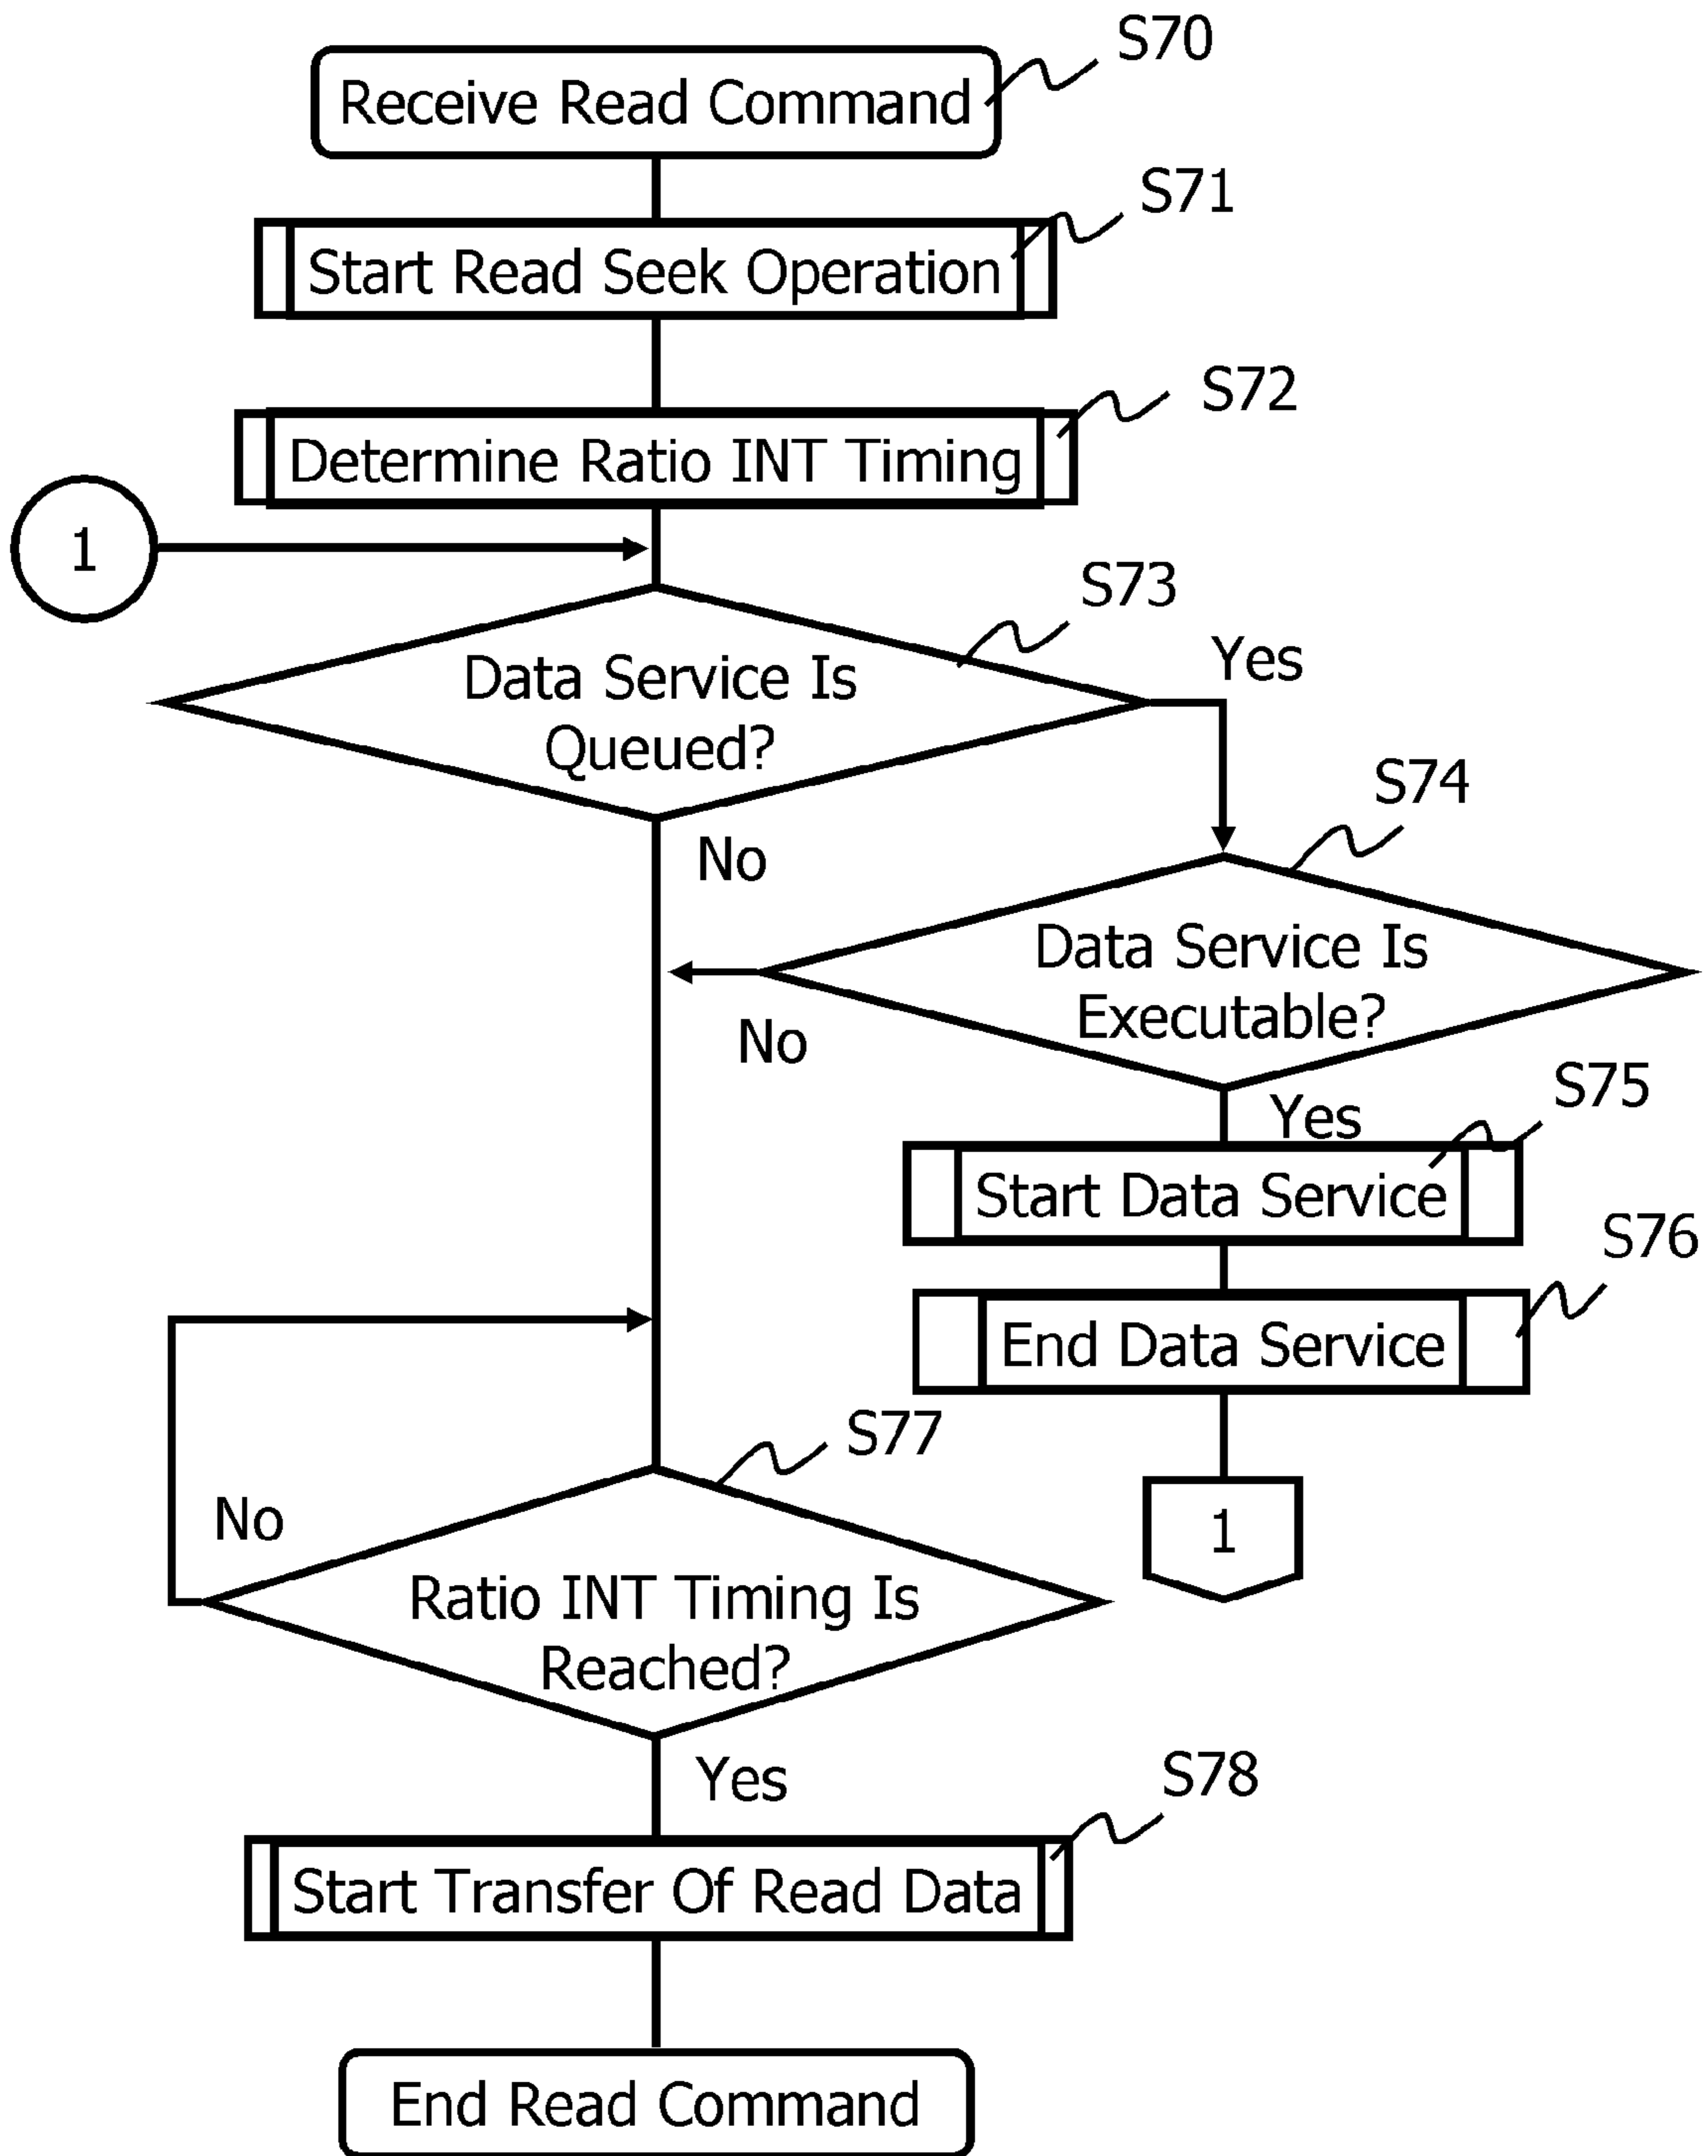 S70
Receive Read Command
S71
Start Read Seek Operation
S72
Determine Ratio INT Timing
1
S73
Data Service Is
Queued?
Yes
No
S74
Data Service Is
Executable?
No
Yes
S75
Start Data Service
S76
End Data Service
1
S77
No
Ratio INT Timing Is
Reached?
Yes
S78
Start Transfer Of Read Data
End Read Command